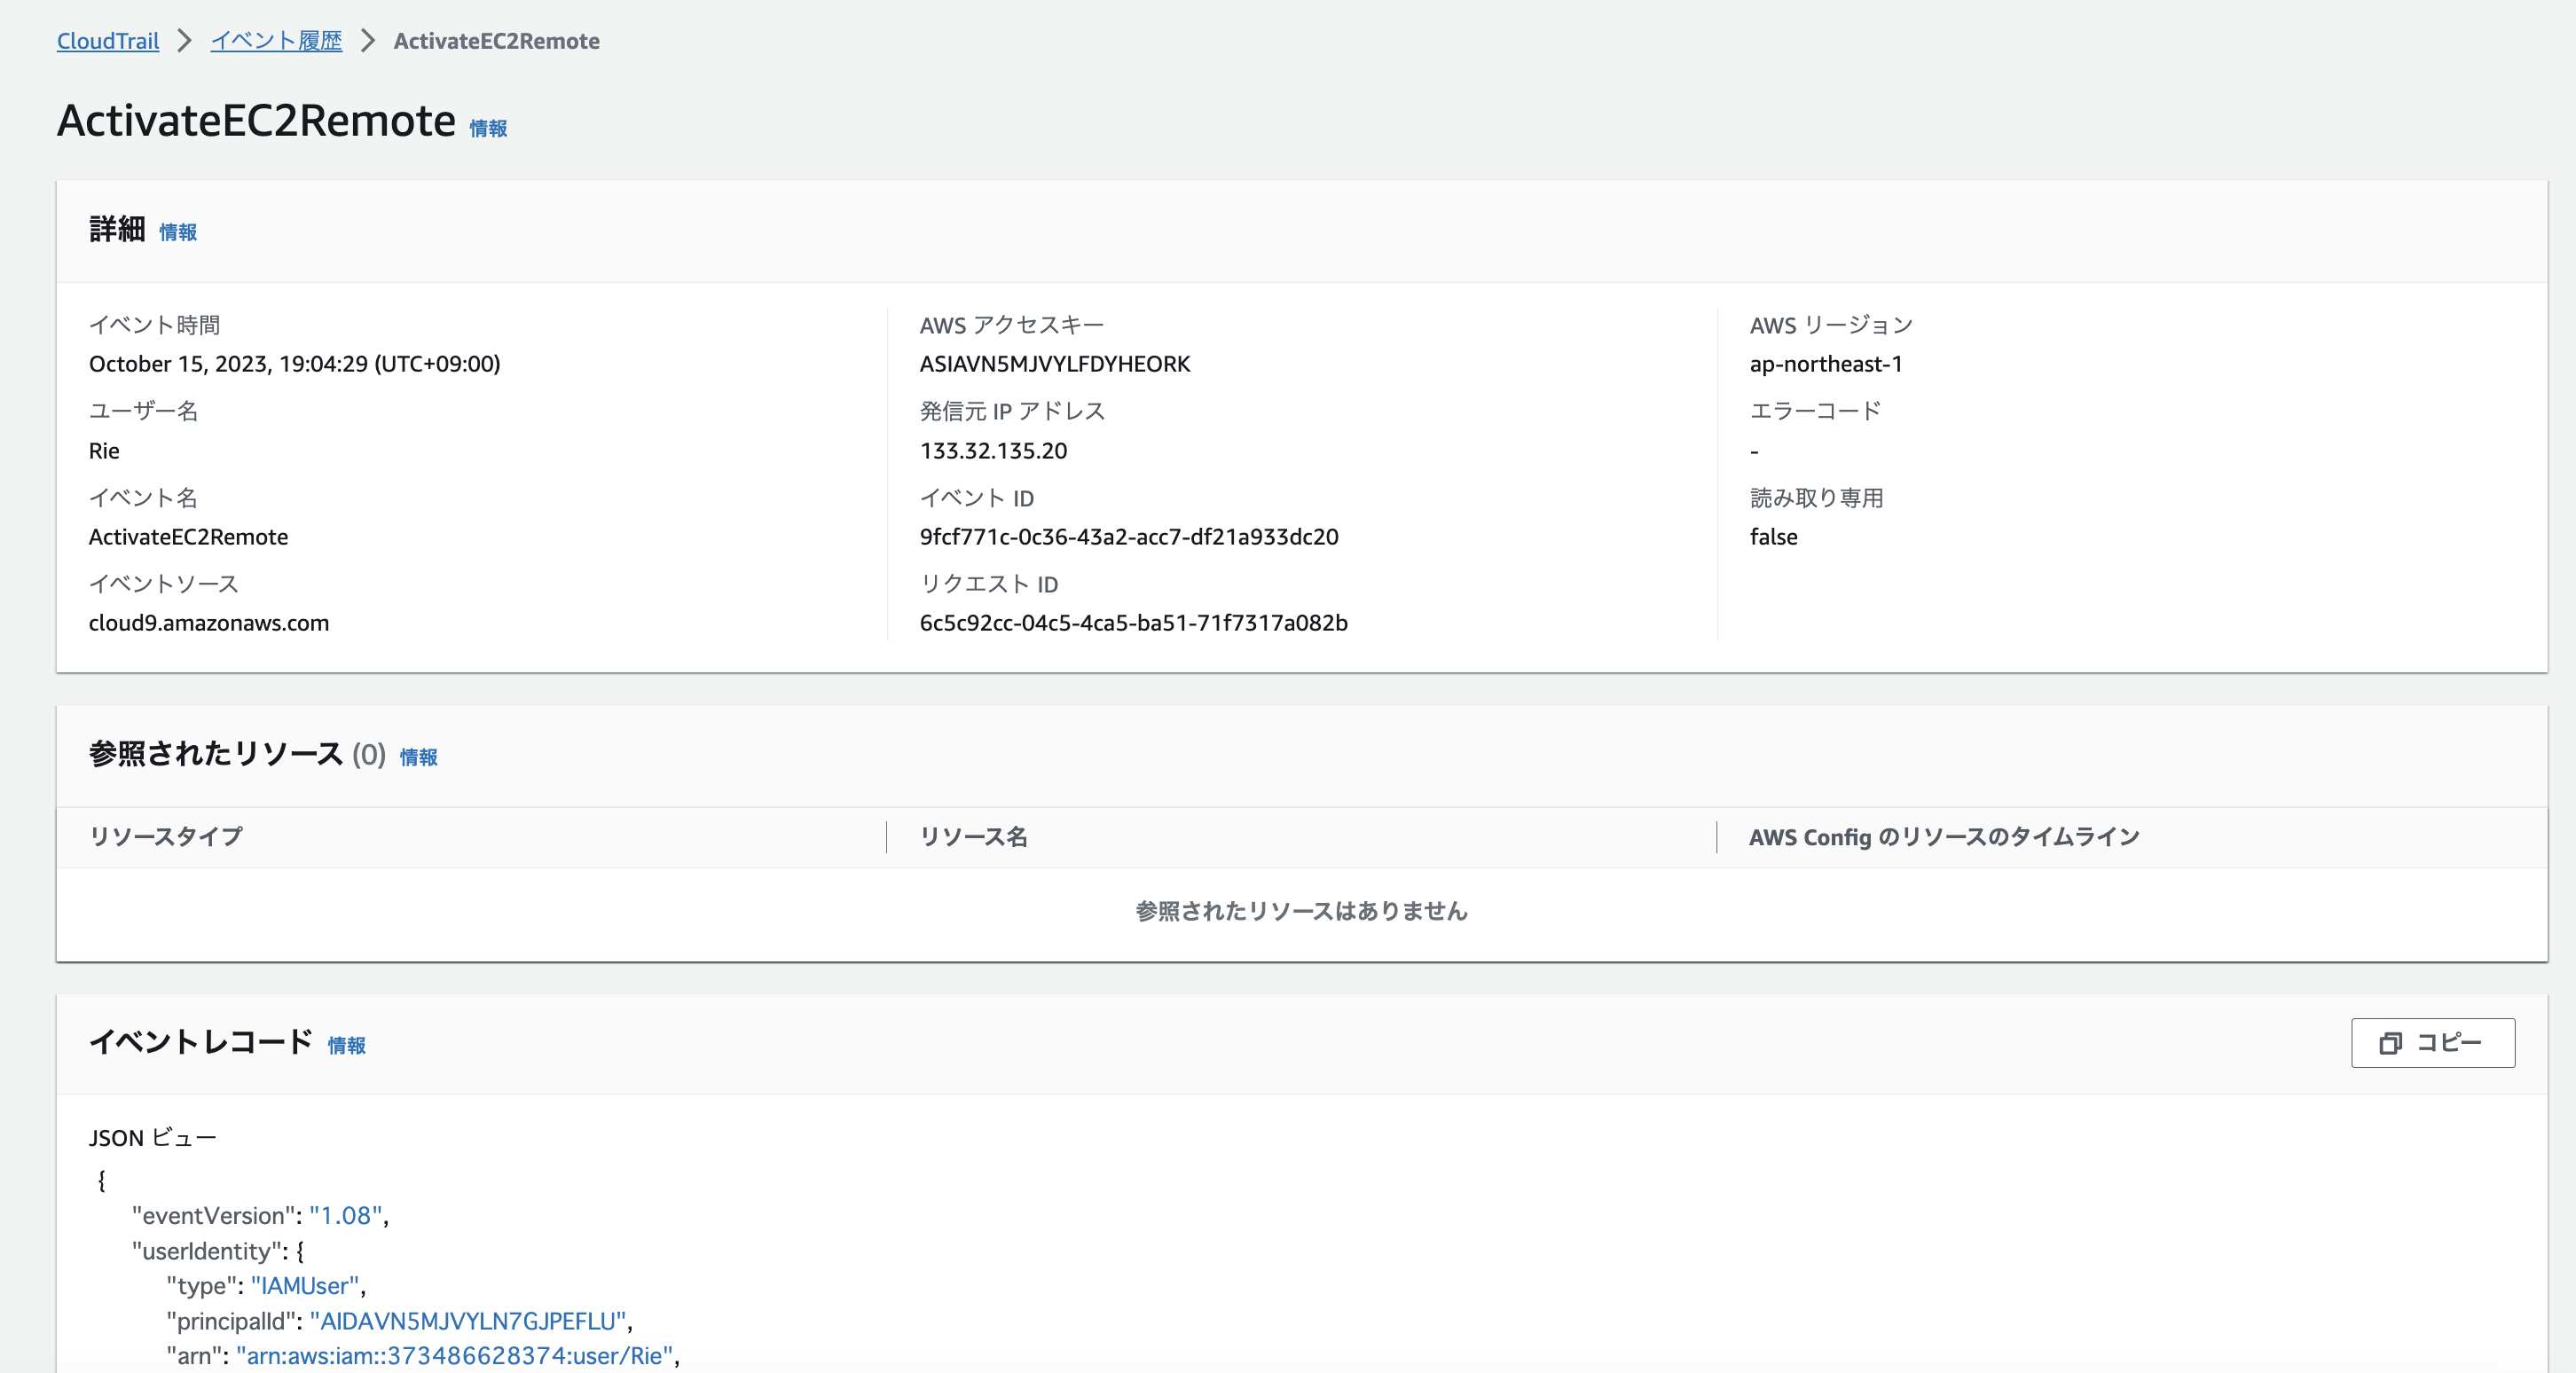 CloudTrail > イベント履歴 > ActivateEC2Remote
ActivateEC2Remote 情報
詳細 情報
イベント時間
October 15, 2023, 19:04:29 (UTC+09:00)
ユーザー名
Rie
イベント名
ActivateEC2Remote
イベントソース
cloud9.amazonaws.com
AWS アクセスキー
ASIAVN5MJVYLFDYHEORK
発信元 IP アドレス
133.32.135.20
イベント ID
9fcf771c-0c36-43a2-acc7-df21a933dc20
リクエスト ID
6c5c92cc-04c5-4ca5-ba51-71f7317a082b
AWS リージョン
ap-northeast-1
エラーコード
-
読み取り専用
false
参照されたリソース (0) 情報
リソースタイプ リソース名 AWS Config のリソースのタイムライン
参照されたリソースはありません
イベントレコード 情報 コピー
JSON ビュー
{
"eventVersion": "1.08",
"userIdentity": {
"type": "IAMUser",
"principalId": "AIDAVN5MJVYLN7GJPEFLU",
"arn": "arn:aws:iam::373486628374:user/Rie",